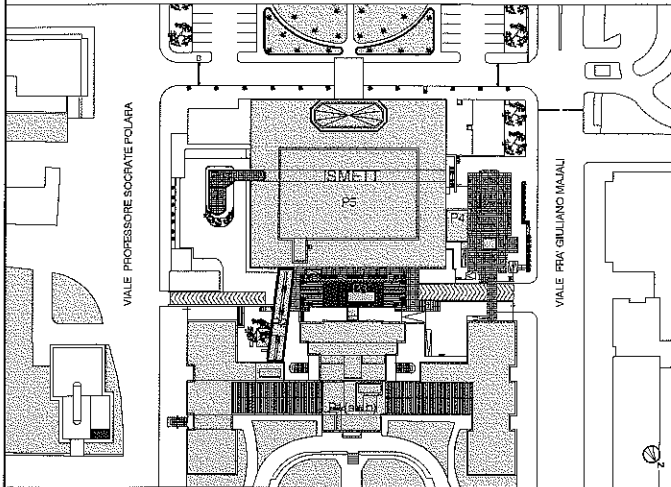 VIALE PROFESSORE SOCRATE POLARA
ISMETT
P5
P4
VIALE FRA' GIULIANO MAJALI
N